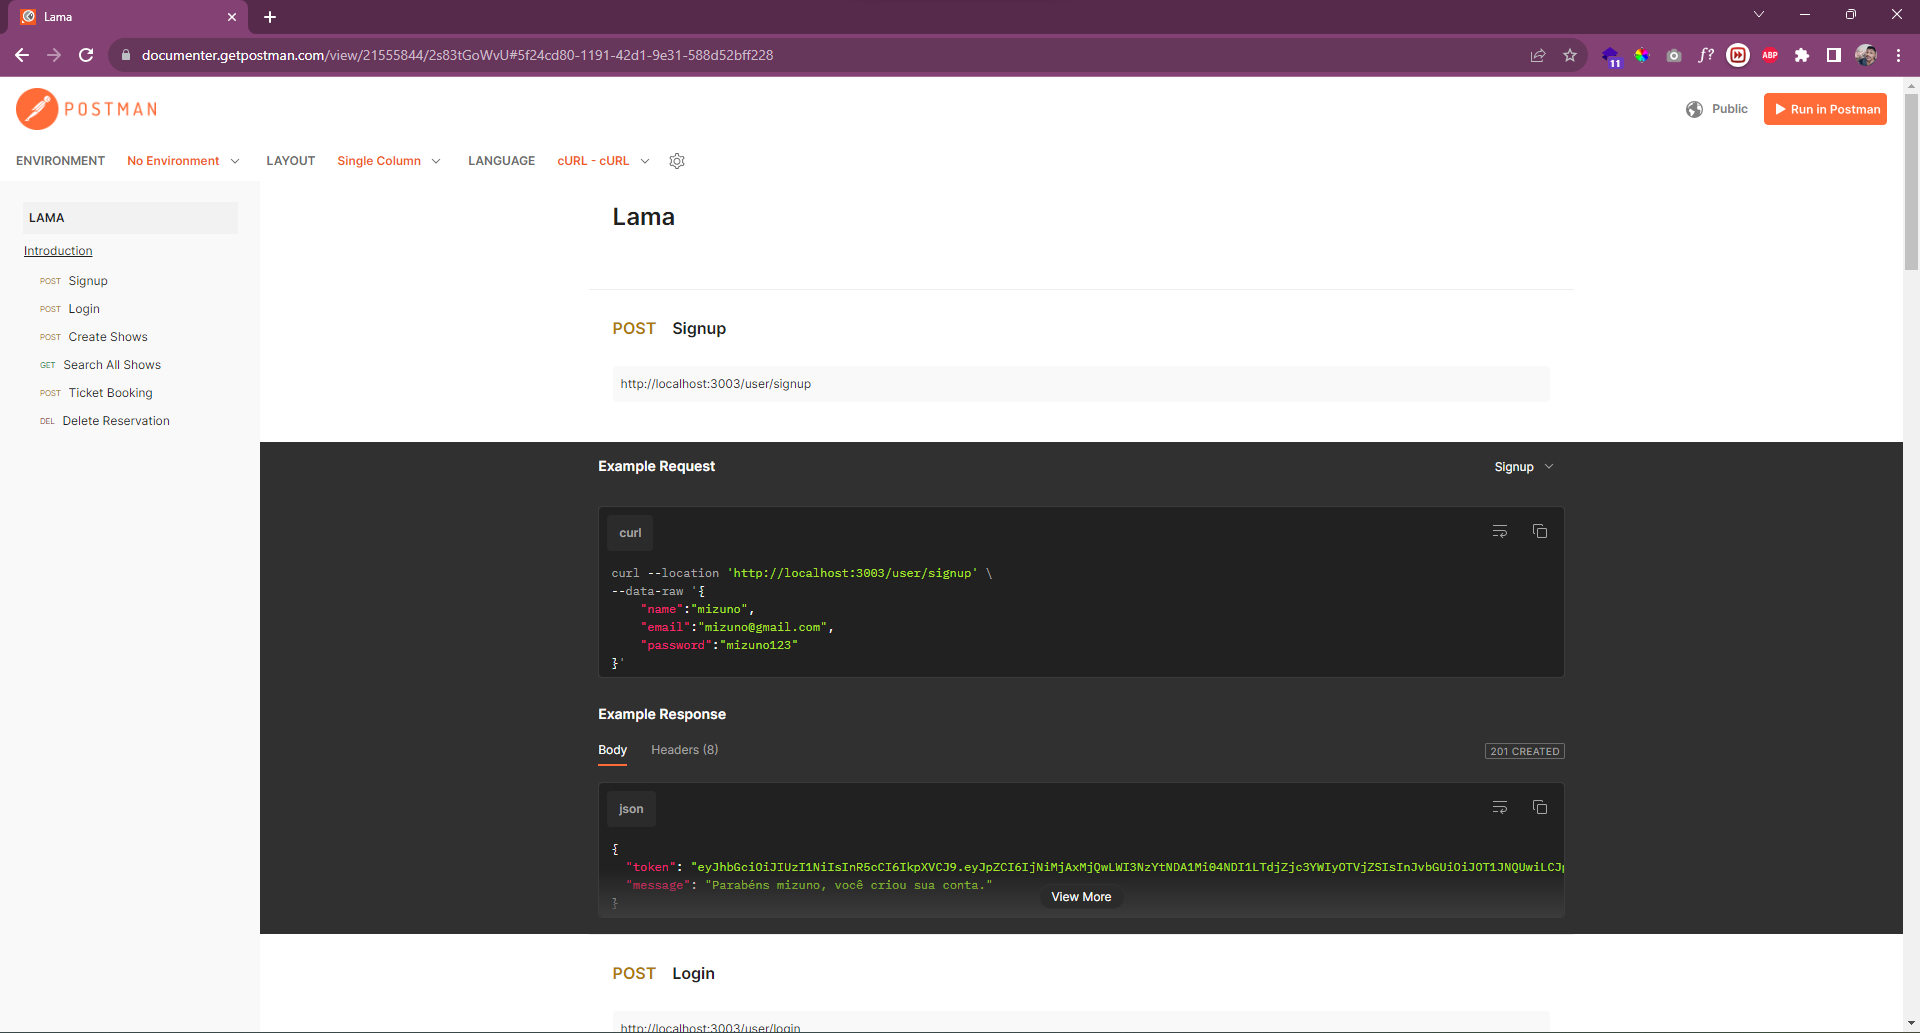 Lama
documenter.getpostman.com/view/21555844/2s83tGoWvU#5f24cd80-1191-42d1-9e31-588d52bff228
11
f?
ABP
POSTMAN
Public
Run in Postman
ENVIRONMENT No Environment LAYOUT Single Column LANGUAGE cURL - cURL
LAMA
Introduction
POST Signup
POST Login
POST Create Shows
GET Search All Shows
POST Ticket Booking
DEL Delete Reservation
Lama
POST Signup
http://localhost:3003/user/signup
Example Request
Signup
curl
curl --location 'http://localhost:3003/user/signup' \
--data-raw '{
"name":"mizuno",
"email":"mizuno@gmail.com",
"password":"mizuno123"
}'
Example Response
Body Headers (8)
201 CREATED
json
{
"token": "eyJhbGciOiJIUzI1NiIsInR5cCI6IkpXVCJ9.eyJpZCI6IjNiMjAxMjQwLWI3NzYtNDA1Mi04NDI1LTdjZjc3YWIyOTVjZSIsInJvbGUiOiJOT1JNQUwiLCJp
"message": "Parabéns mizuno, você criou sua conta."
}
View More
POST Login
http://localhost:3003/user/login